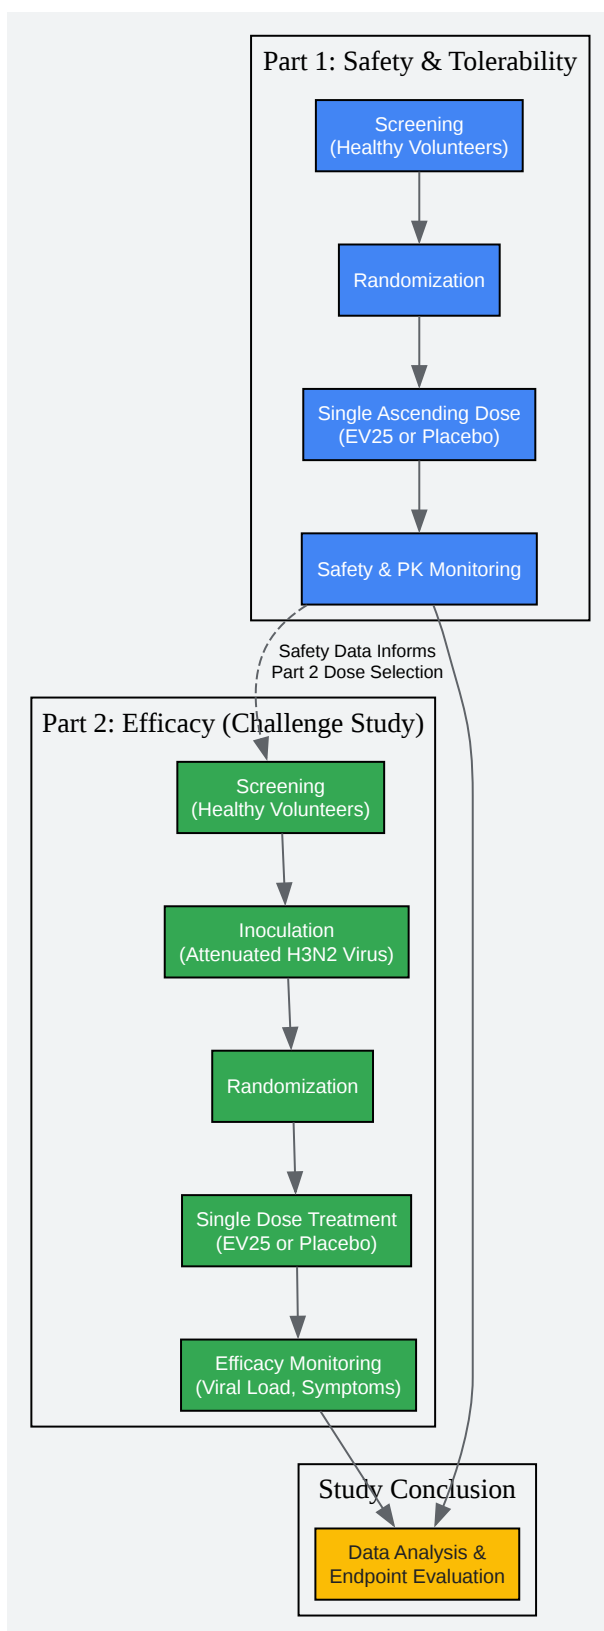 Part 1: Safety & Tolerability
Screening
(Healthy Volunteers)
Randomization
Single Ascending Dose
(EV25 or Placebo)
Safety & PK Monitoring
Safety Data Informs
Part 2 Dose Selection
Part 2: Efficacy (Challenge Study)
Screening
(Healthy Volunteers)
Inoculation
(Attenuated H3N2 Virus)
Randomization
Single Dose Treatment
(EV25 or Placebo)
Efficacy Monitoring
(Viral Load, Symptoms)
Study Conclusion
Data Analysis &
Endpoint Evaluation